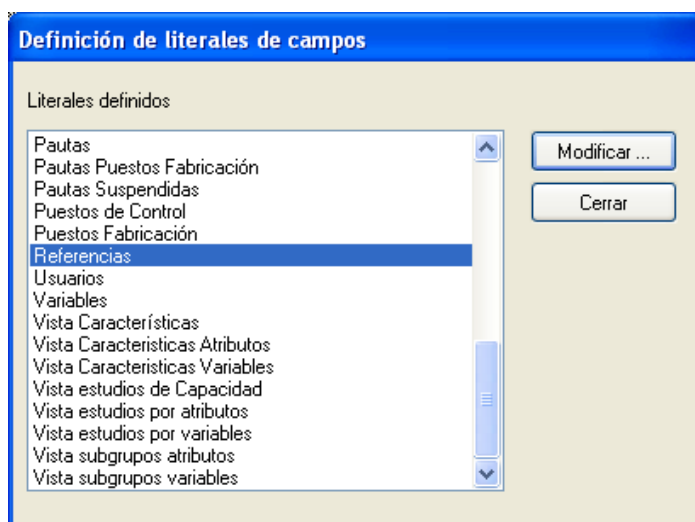 Definición de literales de campos
Literales definidos
Pautas
Pautas Puestos Fabricación
Pautas Suspendidas
Puestos de Control
Puestos Fabricación
Referencias
Usuarios
Variables
Vista Características
Vista Caracteristicas Atributos
Vista Caracteristicas Variables
Vista estudios de Capacidad
Vista estudios por atributos
Vista estudios por variables
Vista subgrupos atributos
Vista subgrupos variables
Modificar ...
Cerrar